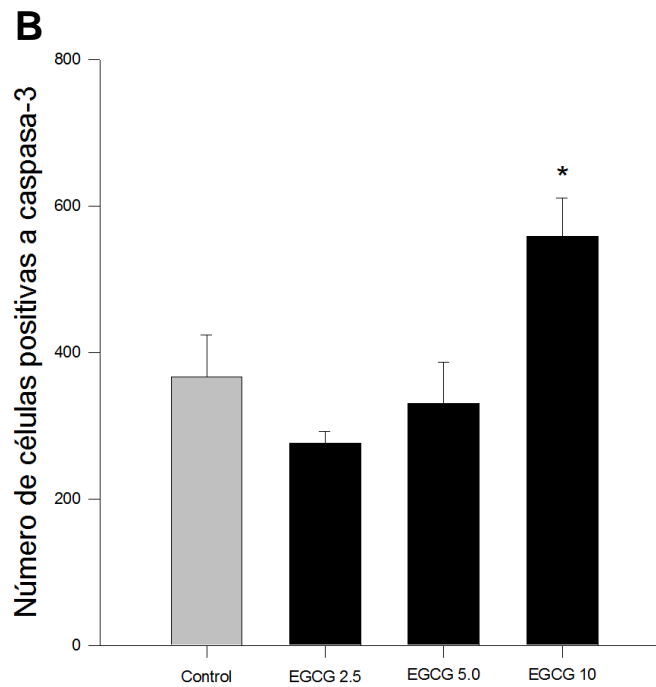 B
Número de células positivas a caspasa-3
800
600
400
200
0
*
Control
EGCG 2.5
EGCG 5.0
EGCG 10